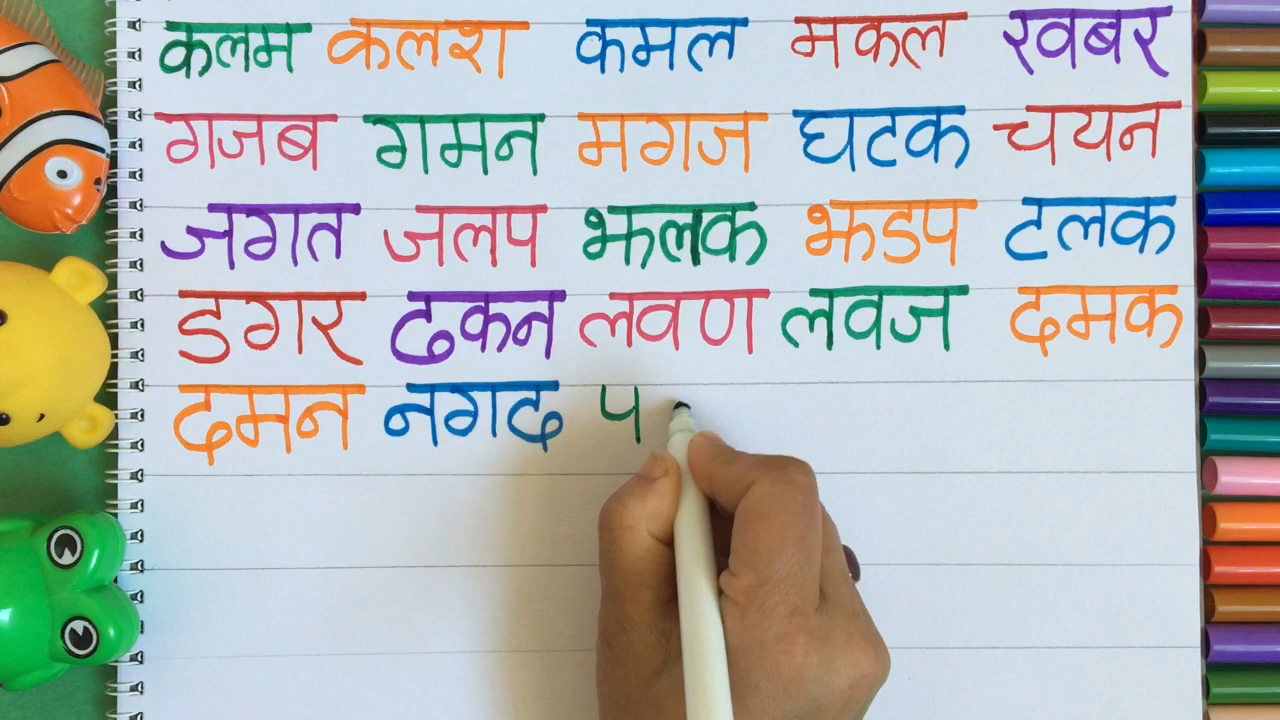 कलम कलश कमल मकल खबर
गजब गमन मगज घटक चयन
जगत जलप झलक झडप टलक
डगर ढकन लवण लवज दमक
दमन नगद प